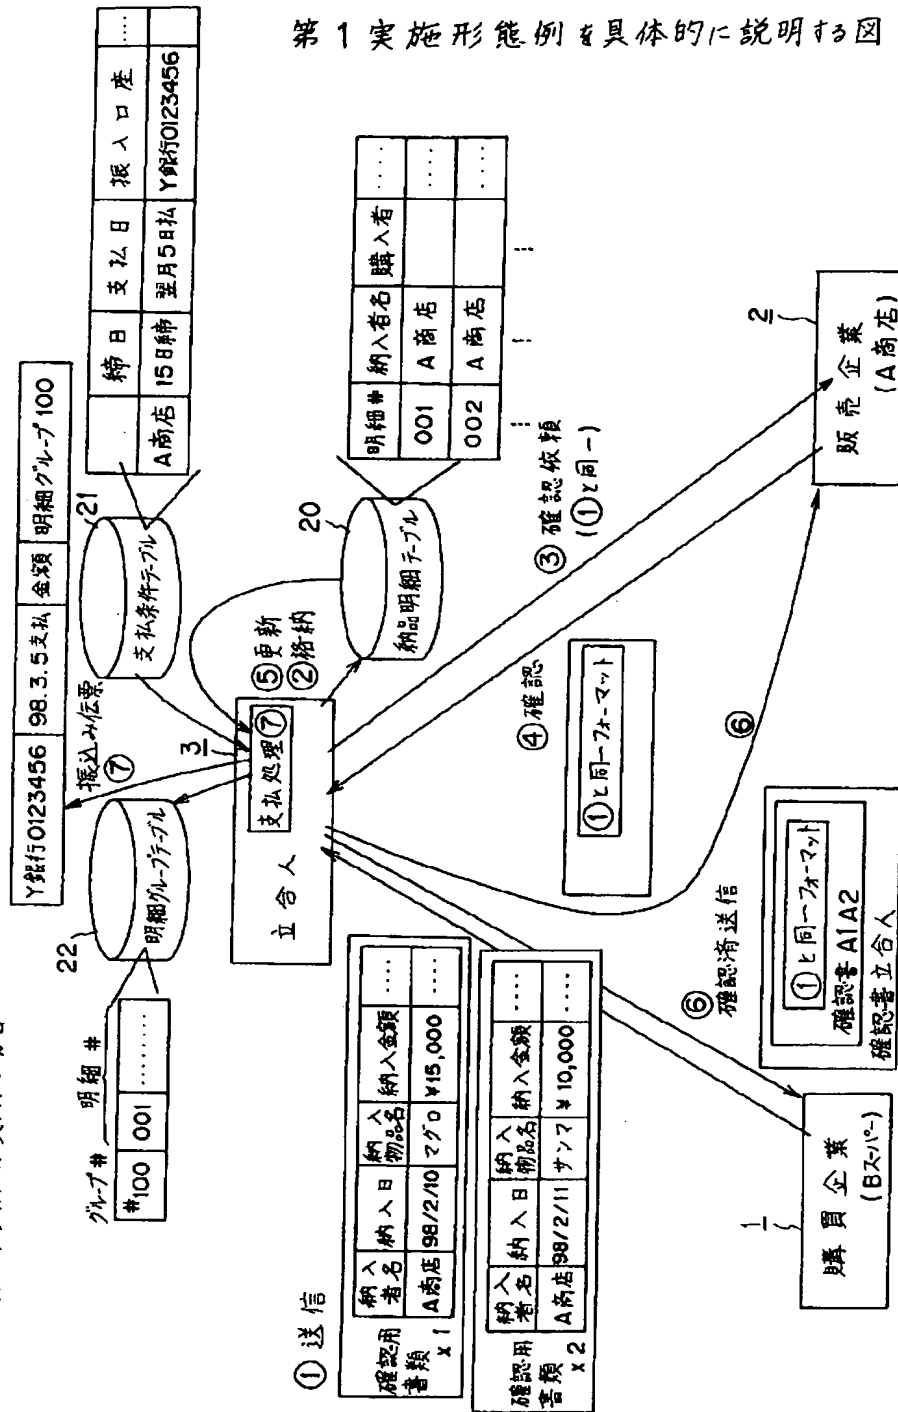 第1実施形態例を具体的に説明する図
Y銀行0123456 98.3.5支払 金額 明細グループ100
振込み伝票
⑦
締日 支払日 振入口座 ....
A商店 15日締 翌月5日払 Y銀行0123456
21
支払条件テーブル
22
明細グループテーブル
グループ# 明細#
#100 001 ........
明細# 納入者名 購入者 ....
001 A商店 ....
002 A商店 ....
20
納品明細テーブル
3
支払処理⑦
立合人
⑤更新
②格納
①送信
確認用
書類
x1
納入者名 納入日 納入物品名 納入金額 ....
A商店 98/2/10 マグロ ¥15,000 ....
確認用
書類
x2
納入者名 納入日 納入物品名 納入金額 ....
A商店 98/2/11 サンマ ¥10,000 ....
③確認依頼
(①と同一)
④確認
①と同一フォーマット
⑥
⑥
確認済送信
①と同一フォーマット
確認書A1A2
確認書立合人
1
購買企業
(Bスーパー)
2
販売企業
(A商店)